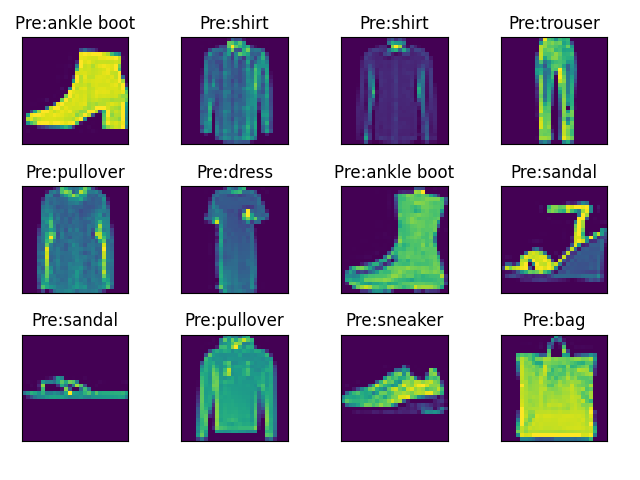 Pre:ankle boot
Pre:shirt
Pre:shirt
Pre:trouser
Pre:pullover
Pre:dress
Pre:ankle boot
Pre:sandal
Pre:sandal
Pre:pullover
Pre:sneaker
Pre:bag